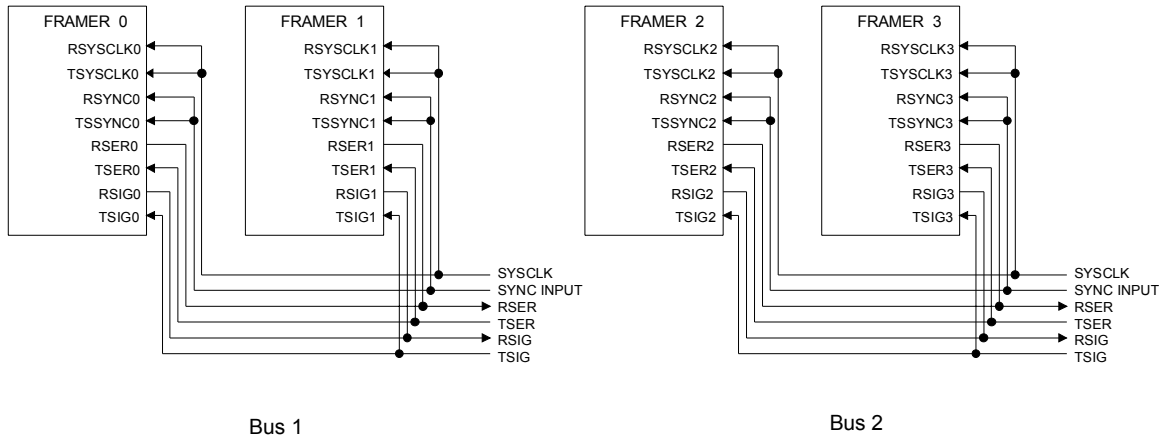 FRAMER 0
RSYSCLK0
TSYSCLK0
RSYNC0
TSSYNC0
RSER0
TSER0
RSIG0
TSIG0
FRAMER 1
RSYSCLK1
TSYSCLK1
RSYNC1
TSSYNC1
RSER1
TSER1
RSIG1
TSIG1
SYSCLK
SYNC INPUT
RSER
TSER
RSIG
TSIG
Bus 1
FRAMER 2
RSYSCLK2
TSYSCLK2
RSYNC2
TSSYNC2
RSER2
TSER2
RSIG2
TSIG2
FRAMER 3
RSYSCLK3
TSYSCLK3
RSYNC3
TSSYNC3
RSER3
TSER3
RSIG3
TSIG3
SYSCLK
SYNC INPUT
RSER
TSER
RSIG
TSIG
Bus 2